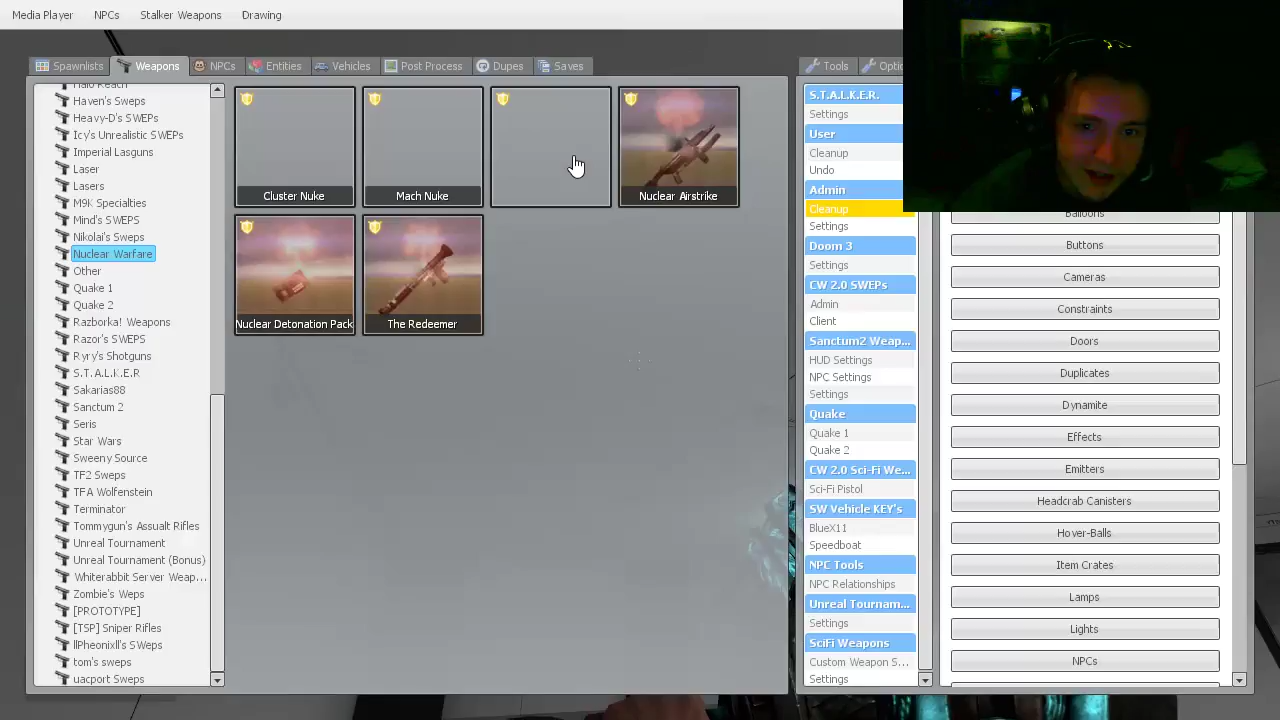 Media Player NPCs Stalker Weapons Drawing
Spawnlists Weapons NPCs Entities Vehicles Post Process Dupes Saves
Halo Reach
Haven's Sweps
Heavy-D's SWEPs
Icy's Unrealistic SWEPs
Imperial Lasguns
Laser
Lasers
M9K Specialties
Mind's SWEPS
Nikolai's Sweps
Nuclear Warfare
Other
Quake 1
Quake 2
Razborka! Weapons
Razor's SWEPS
Ryry's Shotguns
S.T.A.L.K.E.R
Sakarias88
Sanctum 2
Seris
Star Wars
Sweeny Source
TF2 Sweps
TFA Wolfenstein
Terminator
Tommygun's Assualt Rifles
Unreal Tournament
Unreal Tournament (Bonus)
Whiterabbit Server Weap...
Zombie's Weps
[PROTOTYPE]
[TSP] Sniper Rifles
llPheonixll's SWeps
tom's sweps
uacport Sweps
Cluster Nuke
Mach Nuke
Nuclear Airstrike
Nuclear Detonation Pack
The Redeemer
Tools Optio
S.T.A.L.K.E.R.
Settings
User
Cleanup
Undo
Admin
Cleanup
Settings
Doom 3
Settings
CW 2.0 SWEPs
Admin
Client
Sanctum2 Weap...
HUD Settings
NPC Settings
Settings
Quake
Quake 1
Quake 2
CW 2.0 Sci-Fi We...
Sci-Fi Pistol
SW Vehicle KEY's
BlueX11
Speedboat
NPC Tools
NPC Relationships
Unreal Tournam...
Settings
SciFi Weapons
Custom Weapon S...
Settings
Balloons
Buttons
Cameras
Constraints
Doors
Duplicates
Dynamite
Effects
Emitters
Headcrab Canisters
Hover-Balls
Item Crates
Lamps
Lights
NPCs